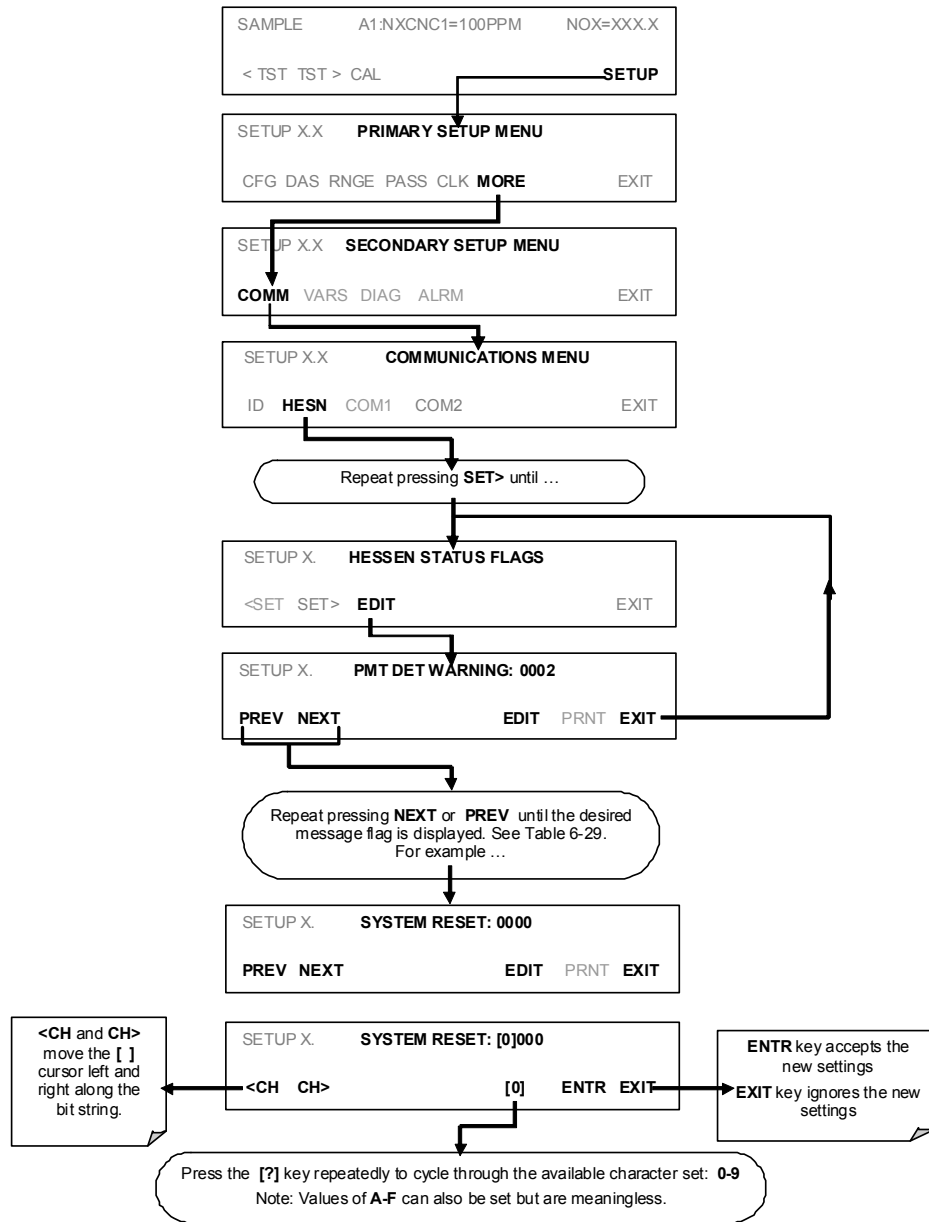 SAMPLE A1:NXCNC1=100PPM NOX=XXX.X
< TST TST > CAL SETUP
SETUP X.X PRIMARY SETUP MENU
CFG DAS RNGE PASS CLK MORE EXIT
SETUP X.X SECONDARY SETUP MENU
COMM VARS DIAG ALRM EXIT
SETUP X.X COMMUNICATIONS MENU
ID HESN COM1 COM2 EXIT
Repeat pressing SET> until …
SETUP X. HESSEN STATUS FLAGS
<SET SET> EDIT EXIT
SETUP X. PMT DET WARNING: 0002
PREV NEXT EDIT PRNT EXIT
Repeat pressing NEXT or PREV until the desired
message flag is displayed. See Table 6-29.
For example …
SETUP X. SYSTEM RESET: 0000
PREV NEXT EDIT PRNT EXIT
<CH and CH>
move the [ ]
cursor left and
right along the
bit string.
SETUP X. SYSTEM RESET: [0]000
<CH CH> [0] ENTR EXIT
ENTR key accepts the
new settings
EXIT key ignores the new
settings
Press the [?] key repeatedly to cycle through the available character set: 0-9
Note: Values of A-F can also be set but are meaningless.